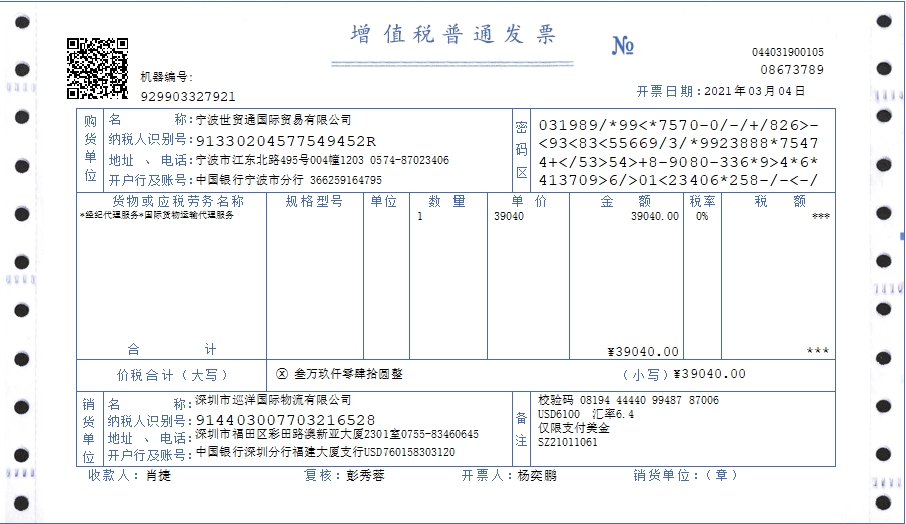 增值税普通发票
№
044031900105
08673789
机器编号:
929903327921
开票日期:2021年03月04日
购货单位
名 称:宁波世贸通国际贸易有限公司
纳税人识别号:91330204577549452R
地址 、电话:宁波市江东北路495号004幢1203 0574-87023406
开户行及账号:中国银行宁波市分行 366259164795
密码区
031989/*99<*7570-0/-/+/826>-
<93<83<55669/3/*9923888*7547
4+</53>54>+8-9080-336*9>4*6*
413709>6/>01<23406*258-/-<-/
货物或应税劳务名称 规格型号 单位 数 量 单 价 金 额 税率 税 额
*经纪代理服务*国际货物运输代理服务 1 39040 39040.00 0% ***
合 计 ¥39040.00 ***
价税合计（大写） ⊗ 叁万玖仟零肆拾圆整 （小写）¥39040.00
销货单位
名 称:深圳市巡洋国际物流有限公司
纳税人识别号:914403007703216528
地址 、电话:深圳市福田区彩田路澳新亚大厦2301室0755-83460645
开户行及账号:中国银行深圳分行福建大厦支行USD760158303120
备注
校验码 08194 44440 99487 87006
USD6100 汇率6.4
仅限支付美金
SZ21011061
收款人:肖捷 复核:彭秀蓉 开票人:杨奕鹏 销货单位:（章）